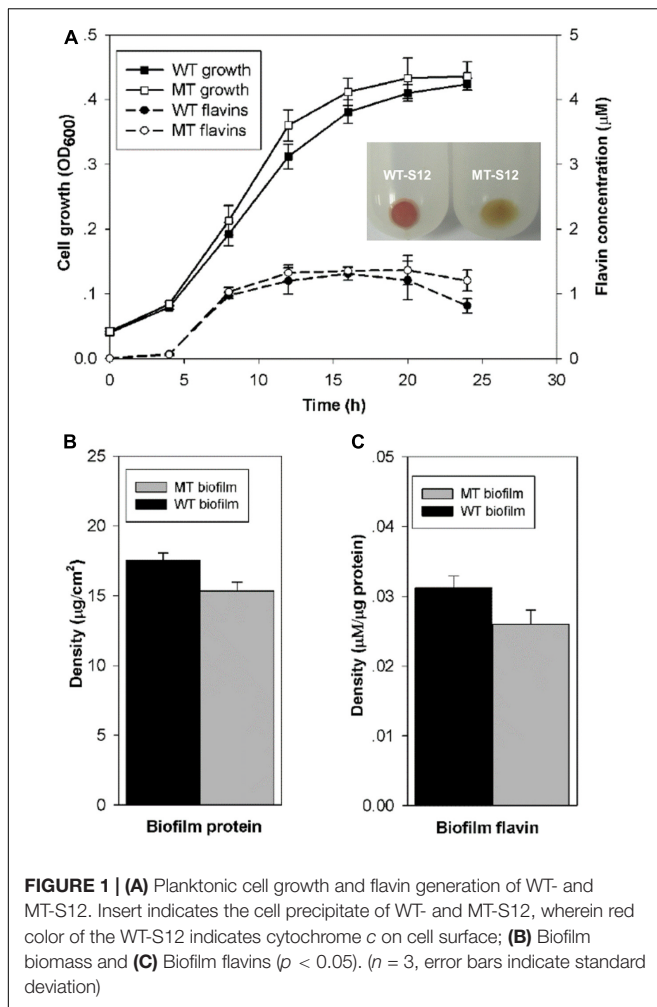 A
.5
.4
.3
.2
0.1
0.0
Cell growth (OD600)
WT growth
MT growth
WT flavins
MT flavins
WT-S12
MT-S12
5
4
3
2
1
0
Flavin concentration (μM)
0
5
10
15
20
25
30
Time (h)
B
25
20
15
10
5
0
Density (μg/cm²)
MT biofilm
WT biofilm
Biofilm protein
C
.05
.04
.03
.02
.01
0.00
Density (μM/μg protein)
MT biofilm
WT biofilm
Biofilm flavin
FIGURE 1 | (A) Planktonic cell growth and flavin generation of WT- and
MT-S12. Insert indicates the cell precipitate of WT- and MT-S12, wherein red
color of the WT-S12 indicates cytochrome c on cell surface; (B) Biofilm
biomass and (C) Biofilm flavins (p < 0.05). (n = 3, error bars indicate standard
deviation)